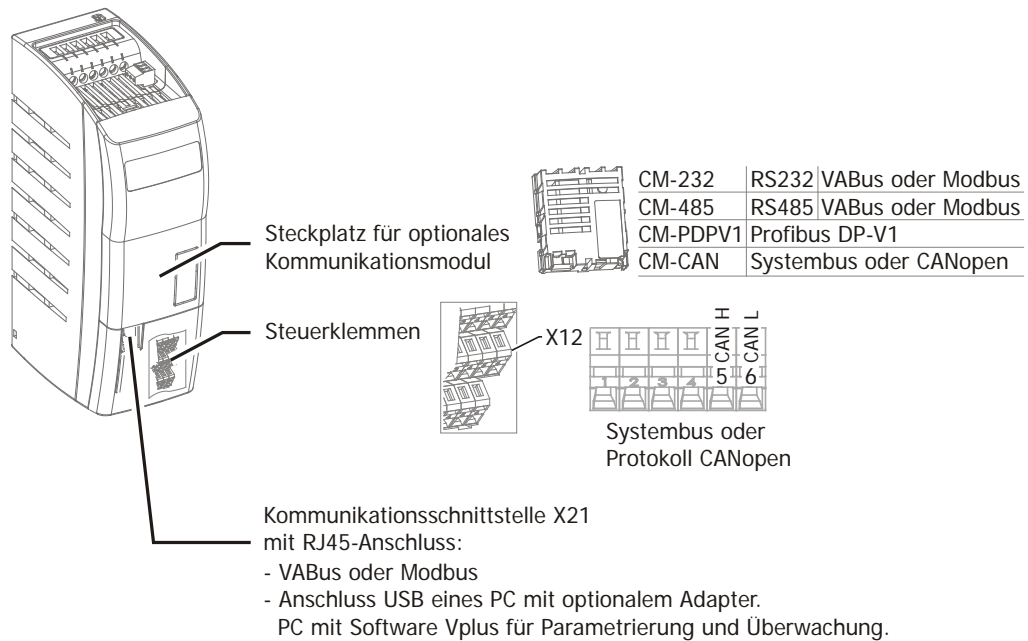 CM-232 RS232 VABus oder Modbus
CM-485 RS485 VABus oder Modbus
CM-PDPV1 Profibus DP-V1
CM-CAN Systembus oder CANopen
Steckplatz für optionales
Kommunikationsmodul
Steuerklemmen
X12
1 2 3 4 5 6
CAN H
CAN L
Systembus oder
Protokoll CANopen
Kommunikationsschnittstelle X21
mit RJ45-Anschluss:
- VABus oder Modbus
- Anschluss USB eines PC mit optionalem Adapter.
PC mit Software Vplus für Parametrierung und Überwachung.